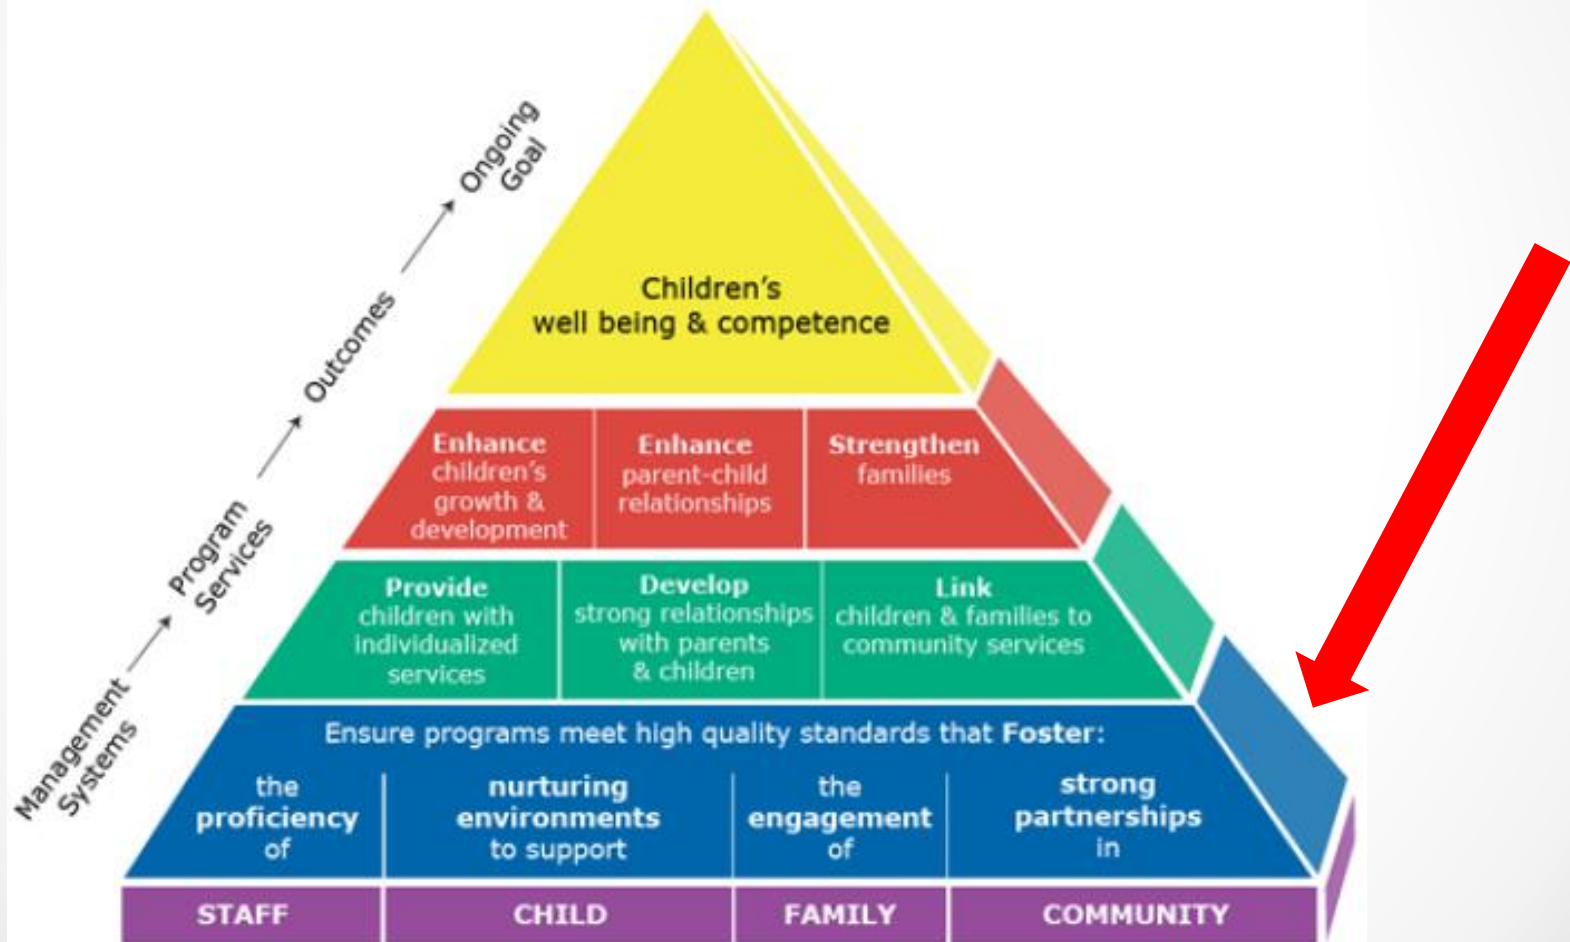 Ongoing
Goal
Outcomes
Program
Services
Management
Systems
Children's
well being & competence
Enhance
children's
growth &
development
Enhance
parent-child
relationships
Strengthen
families
Provide
children with
individualized
services
Develop
strong relationships
with parents
& children
Link
children & families to
community services
Ensure programs meet high quality standards that Foster:
the
proficiency
of
nurturing
environments
to support
the
engagement
of
strong
partnerships
in
STAFF
CHILD
FAMILY
COMMUNITY